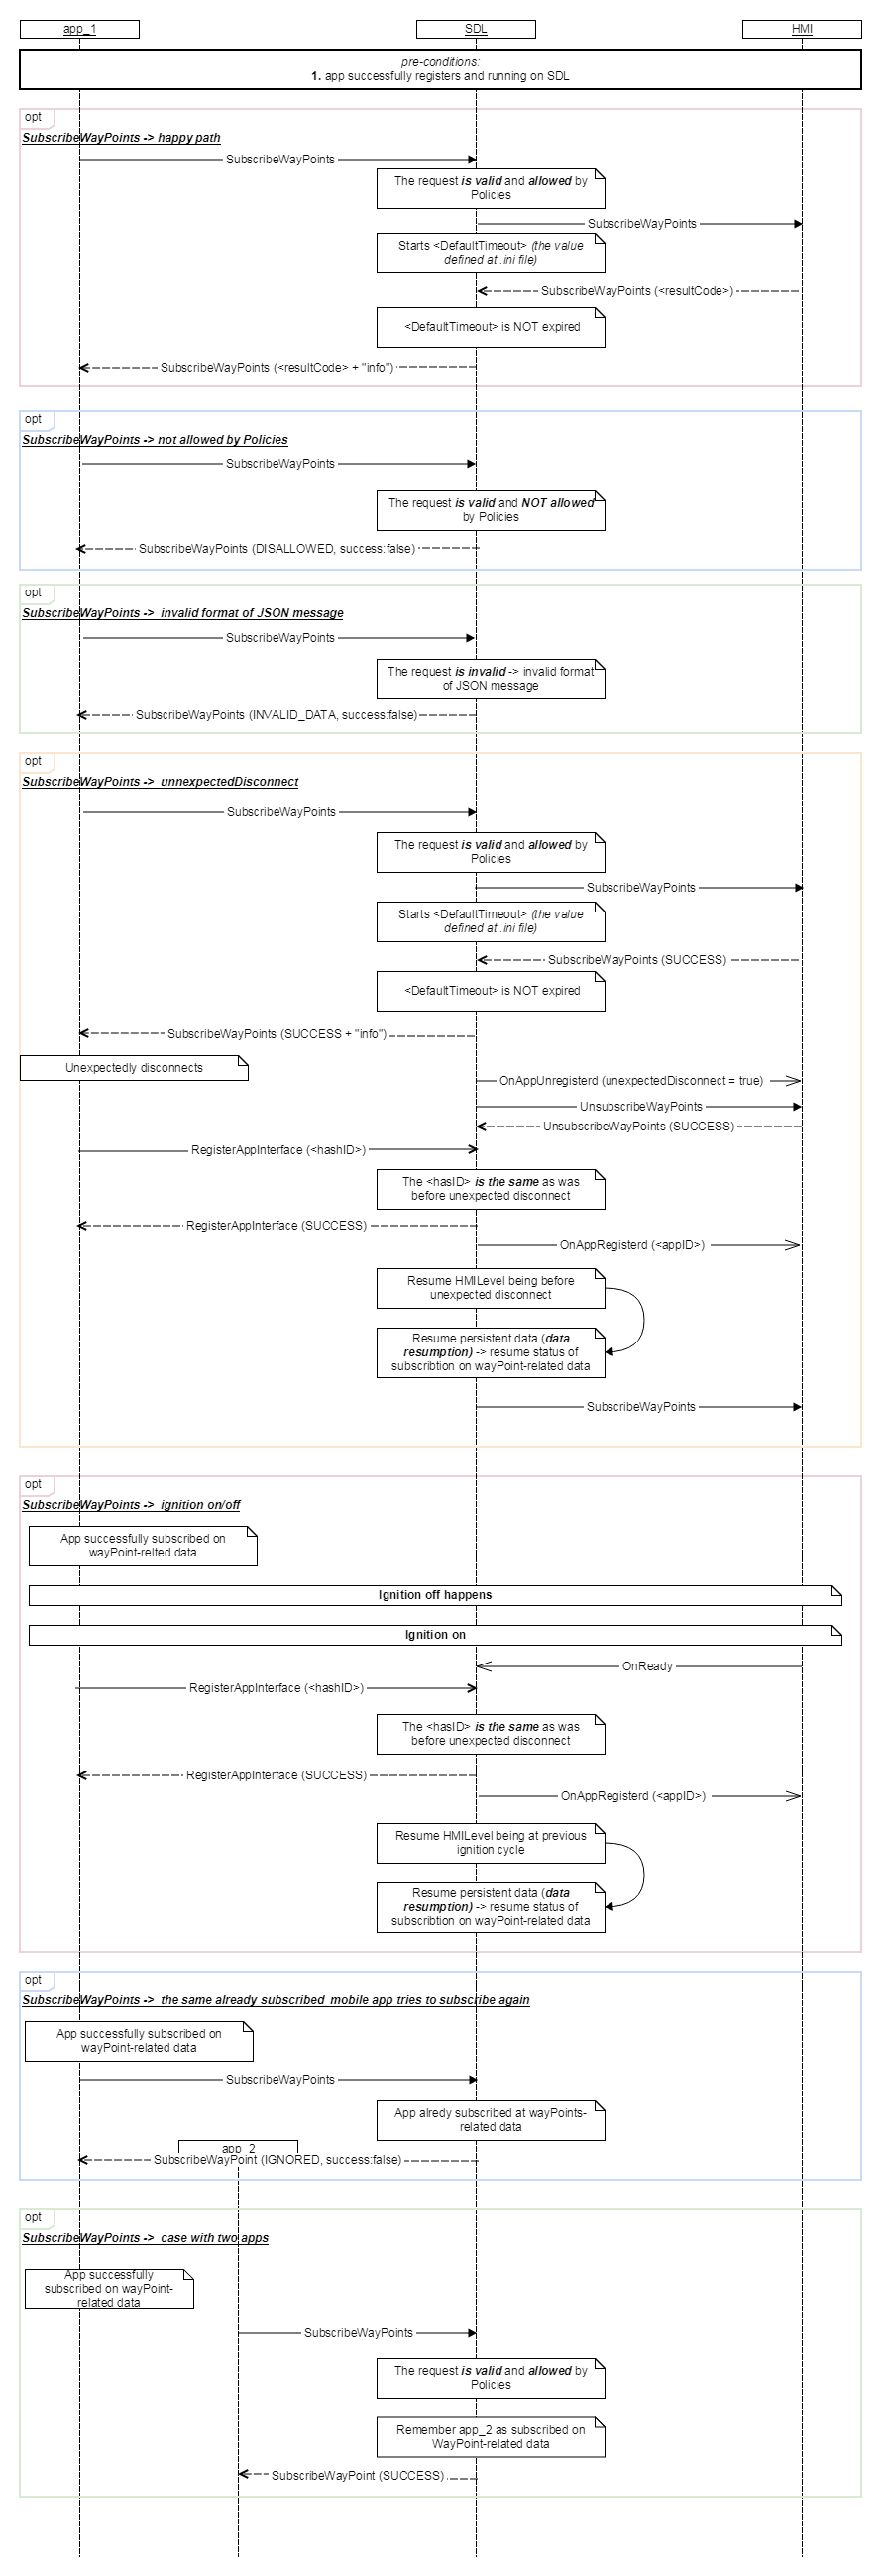 app_1
SDL
HMI
pre-conditions:
1. app successfully registers and running on SDL
opt
SubscribeWayPoints -> happy path
SubscribeWayPoints
The request is valid and allowed by
Policies
SubscribeWayPoints
Starts <DefaultTimeout> (the value
defined at .ini file)
SubscribeWayPoints (<resultCode>)
<DefaultTimeout> is NOT expired
SubscribeWayPoints (<resultCode> + "info")
opt
SubscribeWayPoints -> not allowed by Policies
SubscribeWayPoints
The request is valid and NOT allowed
by Policies
SubscribeWayPoints (DISALLOWED, success:false)
opt
SubscribeWayPoints -> invalid format of JSON message
SubscribeWayPoints
The request is invalid -> invalid format
of JSON message
SubscribeWayPoints (INVALID_DATA, success:false)
opt
SubscribeWayPoints -> unnexpectedDisconnect
SubscribeWayPoints
The request is valid and allowed by
Policies
SubscribeWayPoints
Starts <DefaultTimeout> (the value
defined at .ini file)
SubscribeWayPoints (SUCCESS)
<DefaultTimeout> is NOT expired
SubscribeWayPoints (SUCCESS + "info")
Unexpectedly disconnects
OnAppUnregisterd (unexpectedDisconnect = true)
UnsubscribeWayPoints
UnsubscribeWayPoints (SUCCESS)
RegisterAppInterface (<hashID>)
The <hasID> is the same as was
before unexpected disconnect
RegisterAppInterface (SUCCESS)
OnAppRegisterd (<appID>)
Resume HMILevel being before
unexpected disconnect
Resume persistent data (data
resumption) -> resume status of
subscribtion on wayPoint-related data
SubscribeWayPoints
opt
SubscribeWayPoints -> ignition on/off
App successfully subscribed on
wayPoint-relted data
Ignition off happens
Ignition on
OnReady
RegisterAppInterface (<hashID>)
The <hasID> is the same as was
before unexpected disconnect
RegisterAppInterface (SUCCESS)
OnAppRegisterd (<appID>)
Resume HMILevel being at previous
ignition cycle
Resume persistent data (data
resumption) -> resume status of
subscribtion on wayPoint-related data
opt
SubscribeWayPoints -> the same already subscribed mobile app tries to subscribe again
App successfully subscribed on
wayPoint-related data
SubscribeWayPoints
App alredy subscribed at wayPoints-
related data
app_2
SubscribeWayPoint (IGNORED, success:false)
opt
SubscribeWayPoints -> case with two apps
App successfully
subscribed on wayPoint-
related data
SubscribeWayPoints
The request is valid and allowed by
Policies
Remember app_2 as subscribed on
WayPoint-related data
SubscribeWayPoint (SUCCESS)